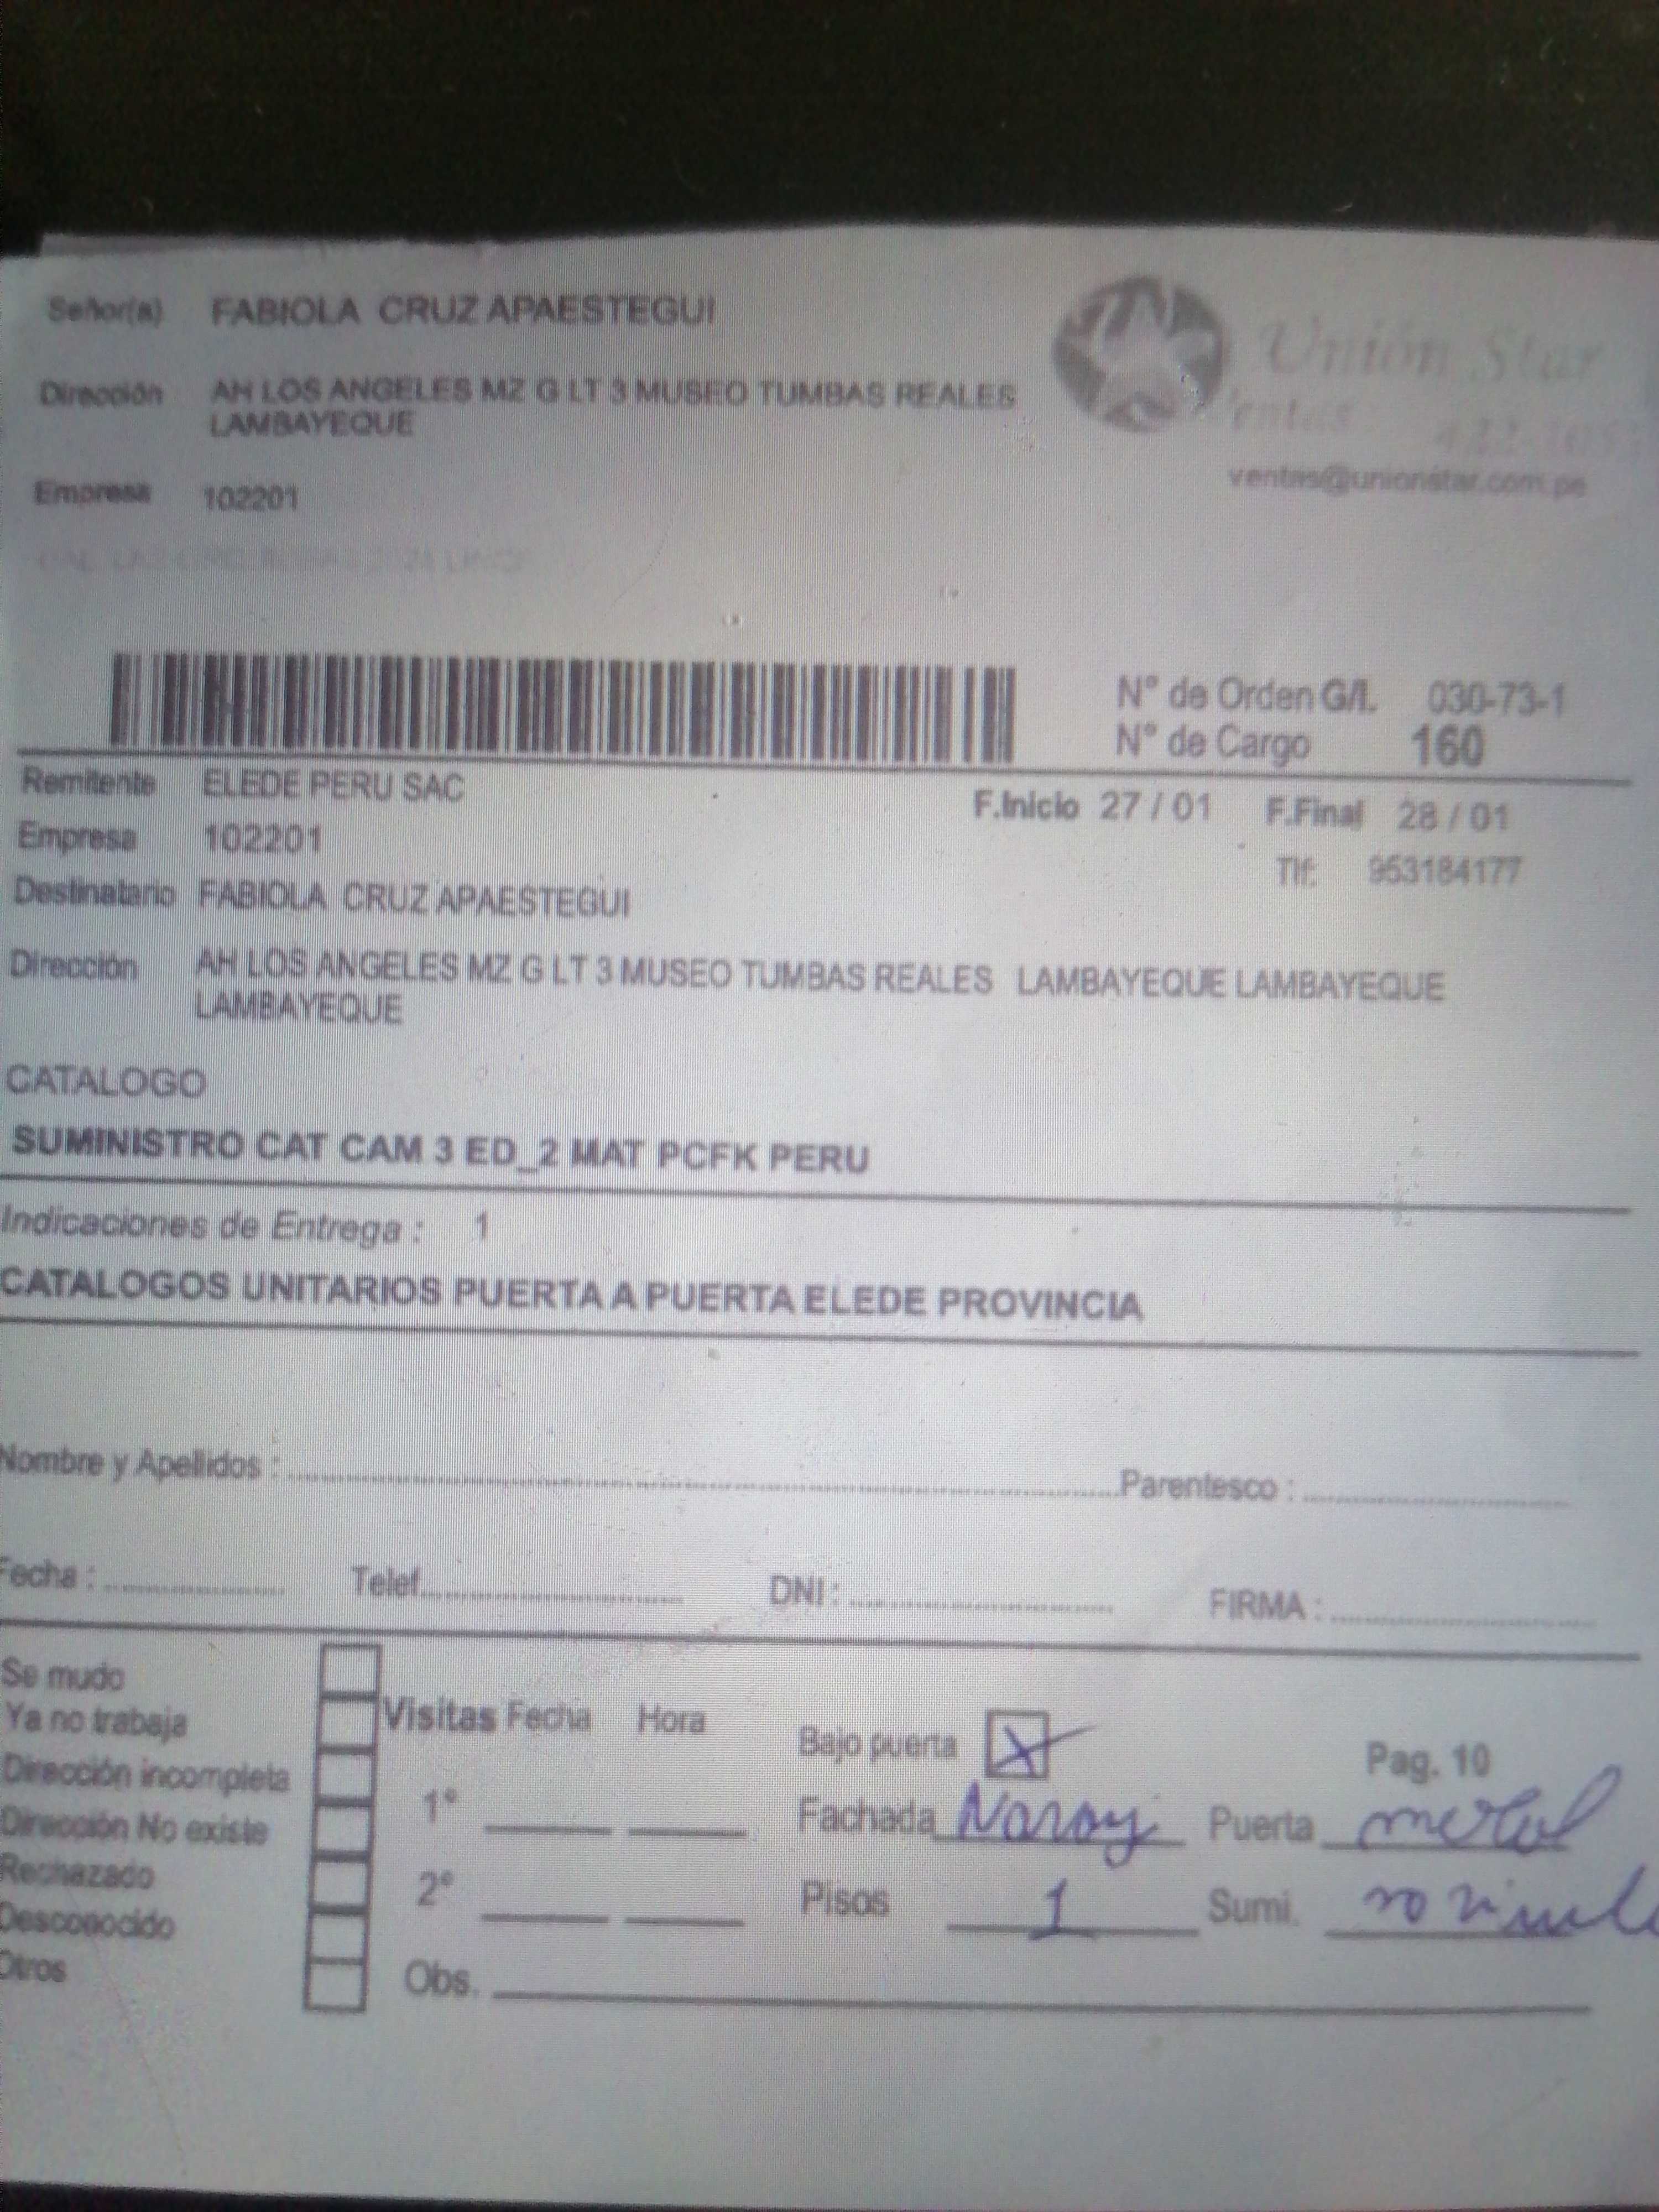 Señor(a) FABIOLA CRUZ APAESTEGUI
Dirección AH LOS ANGELES MZ G LT 3 MUSEO TUMBAS REALES
LAMBAYEQUE
Unión Star
Ventas
ventas@unionstar.com.pe
Empresa 102201
N° de Orden G/I. 030-73-1
N° de Cargo 160
Remitente ELEDE PERU SAC
F.Inicio 27 / 01 F.Final 28 / 01
Empresa 102201
Tlf: 953184177
Destinatario FABIOLA CRUZ APAESTEGUI
Dirección AH LOS ANGELES MZ G LT 3 MUSEO TUMBAS REALES LAMBAYEQUE LAMBAYEQUE
LAMBAYEQUE
CATALOGO
SUMINISTRO CAT CAM 3 ED_2 MAT PCFK PERU
Indicaciones de Entrega : 1
CATALOGOS UNITARIOS PUERTA A PUERTA ELEDE PROVINCIA
Nombre y Apellidos : Parentesco :
Fecha : Telef. DNI : FIRMA :
Se mudo
Ya no trabaja
Dirección incompleta
Dirección No existe
Rechazado
Desconocido
Otros
Visitas Fecha Hora
1°
2°
Obs.
Bajo puerta X Pag. 10
Fachada Naranj Puerta metal
Pisos 1 Sumi. no